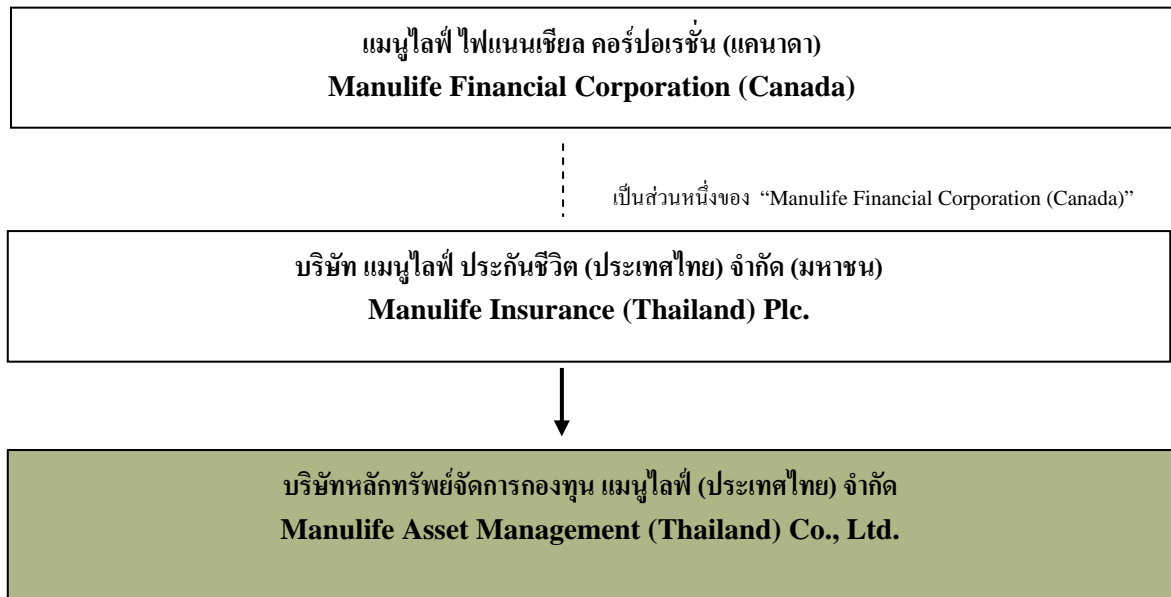 แมนูไลฟ์ ไฟแนนเชียล คอร์ปอเรชั่น (แคนาดา)
Manulife Financial Corporation (Canada)
เป็นส่วนหนึ่งของ “Manulife Financial Corporation (Canada)”
บริษัท แมนูไลฟ์ ประกันชีวิต (ประเทศไทย) จำกัด (มหาชน)
Manulife Insurance (Thailand) Plc.
บริษัทหลักทรัพย์จัดการกองทุน แมนูไลฟ์ (ประเทศไทย) จำกัด
Manulife Asset Management (Thailand) Co., Ltd.